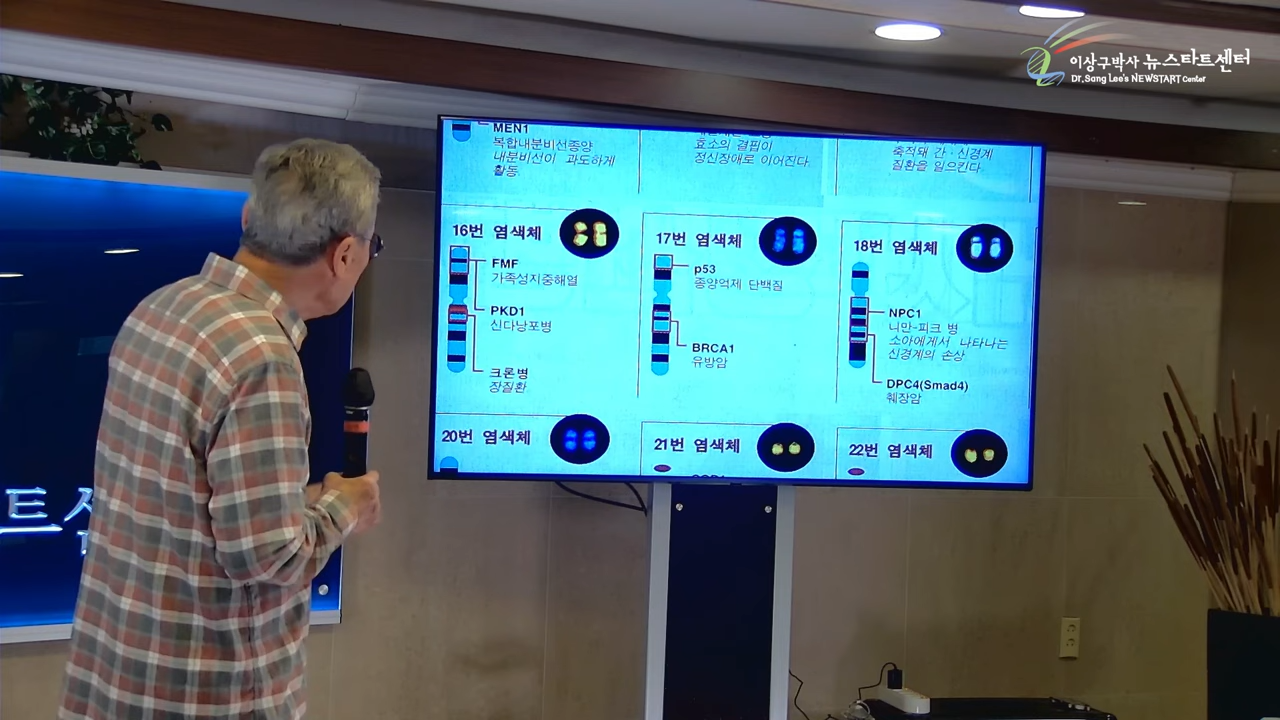 이상구박사 뉴스타트센터
Dr. Sang Lee's NEWSTART Center
MEN1
복합내분비선종양
내분비선이 과도하게
활동.
효소의 결핍이
정신장애로 이어진다.
축적돼 간·신경계
질환을 일으킨다.
16번 염색체
FMF
가족성지중해열
PKD1
신다낭포병
크론병
장질환
17번 염색체
p53
종양억제 단백질
BRCA1
유방암
18번 염색체
NPC1
니만-피크 병
소아에게서 나타나는
신경계의 손상
DPC4(Smad4)
췌장암
20번 염색체
21번 염색체
22번 염색체
트